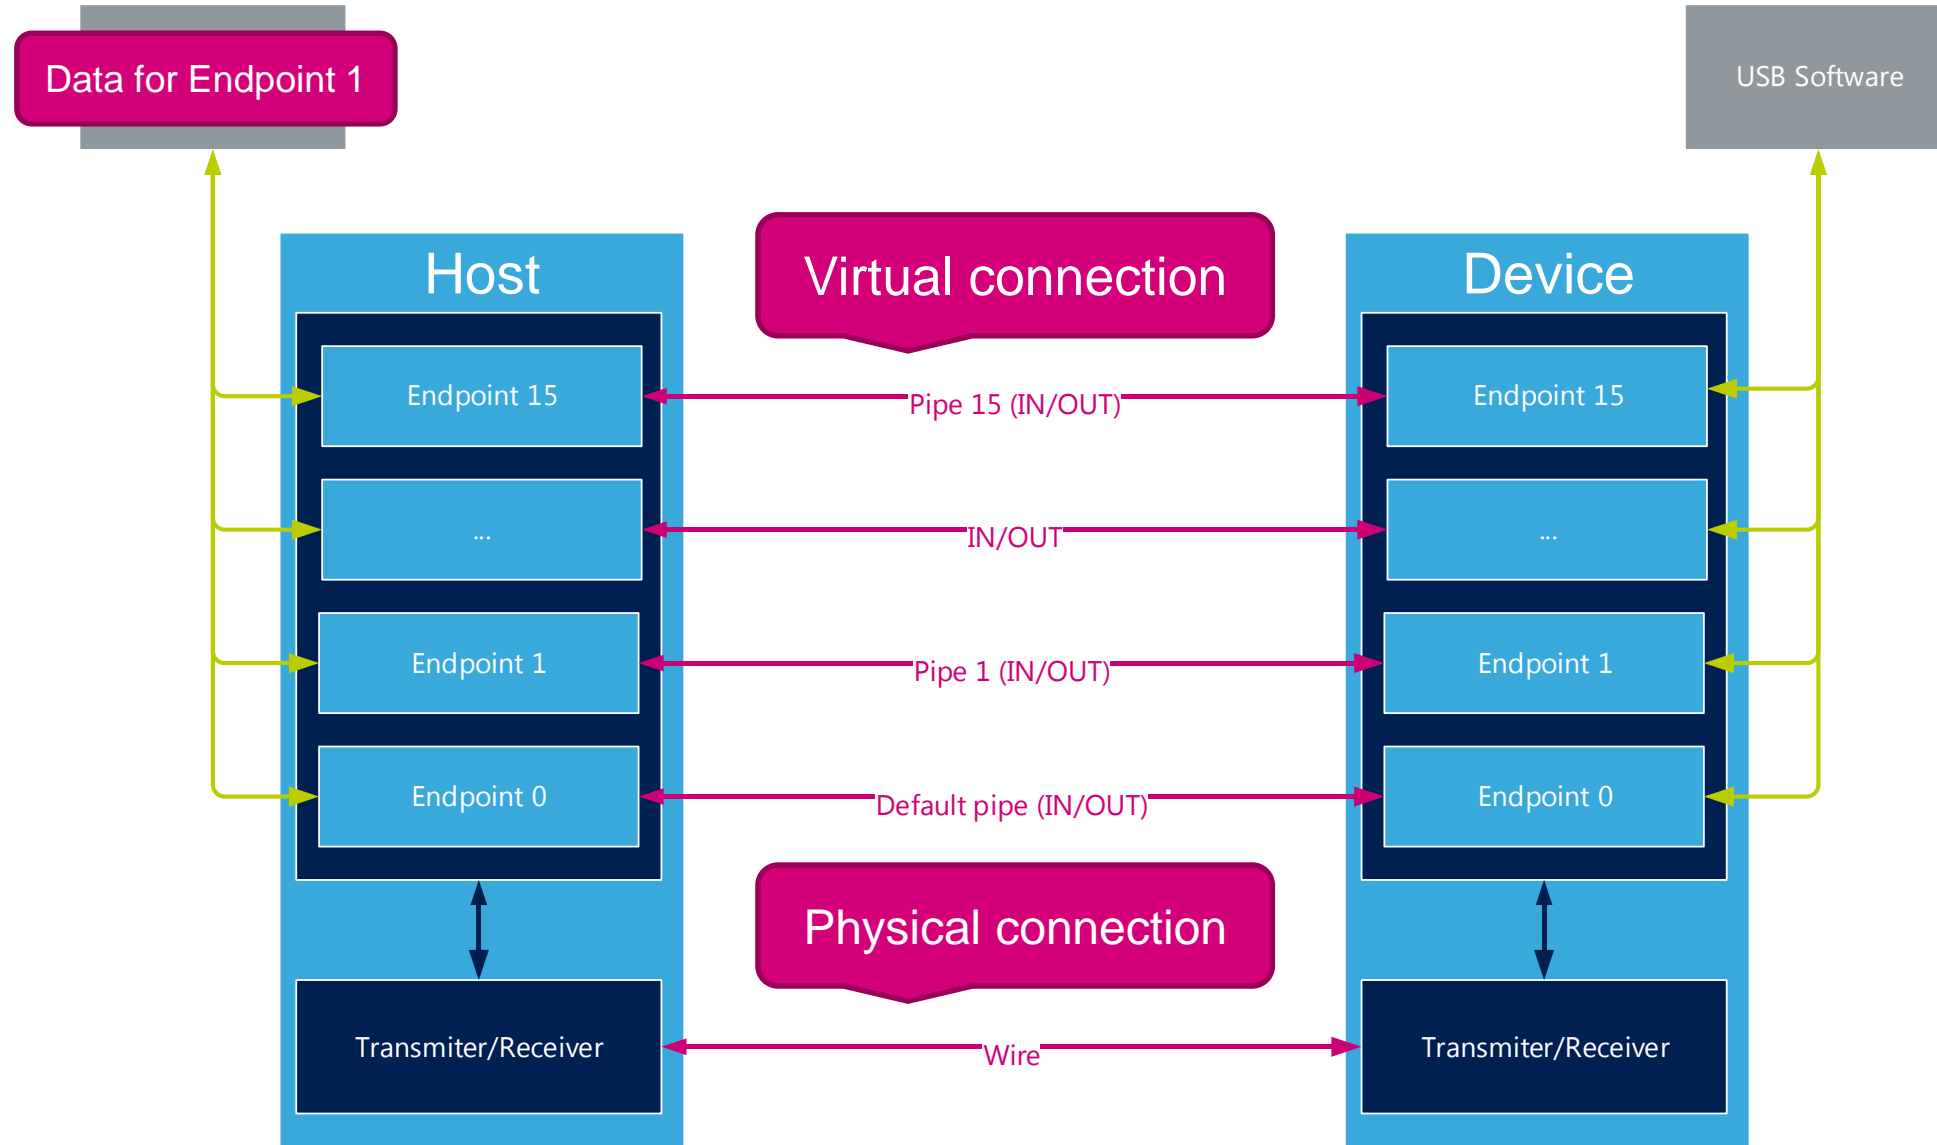 Data for Endpoint 1
USB Software
Host
Virtual connection
Device
Endpoint 15
Pipe 15 (IN/OUT)
Endpoint 15
...
IN/OUT
...
Endpoint 1
Pipe 1 (IN/OUT)
Endpoint 1
Endpoint 0
Default pipe (IN/OUT)
Endpoint 0
Physical connection
Transmiter/Receiver
Wire
Transmiter/Receiver